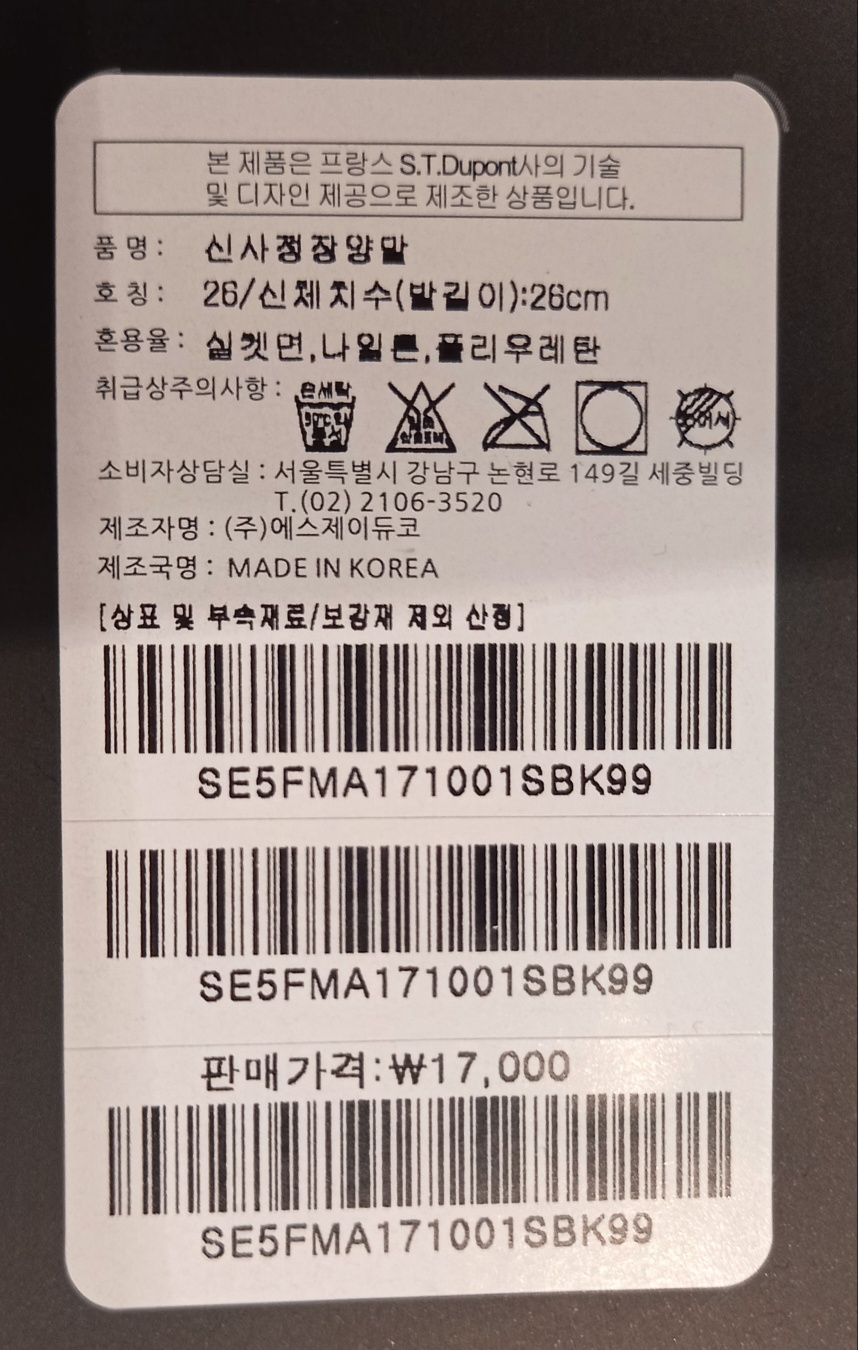 본 제품은 프랑스 S.T.Dupont사의 기술
및 디자인 제공으로 제조한 상품입니다.
품 명 : 신사정장양말
호 칭 : 26/신체치수(발길이):26cm
혼용율 : 실켓면,나일론,폴리우레탄
취급상주의사항 : 손세탁
소비자상담실 : 서울특별시 강남구 논현로 149길 세중빌딩
T.(02) 2106-3520
제조자명 : (주)에스제이듀코
제조국명 : MADE IN KOREA
[상표 및 부속재료/보강재 제외 산정]
SE5FMA171001SBK99
SE5FMA171001SBK99
판매가격:₩17,000
SE5FMA171001SBK99